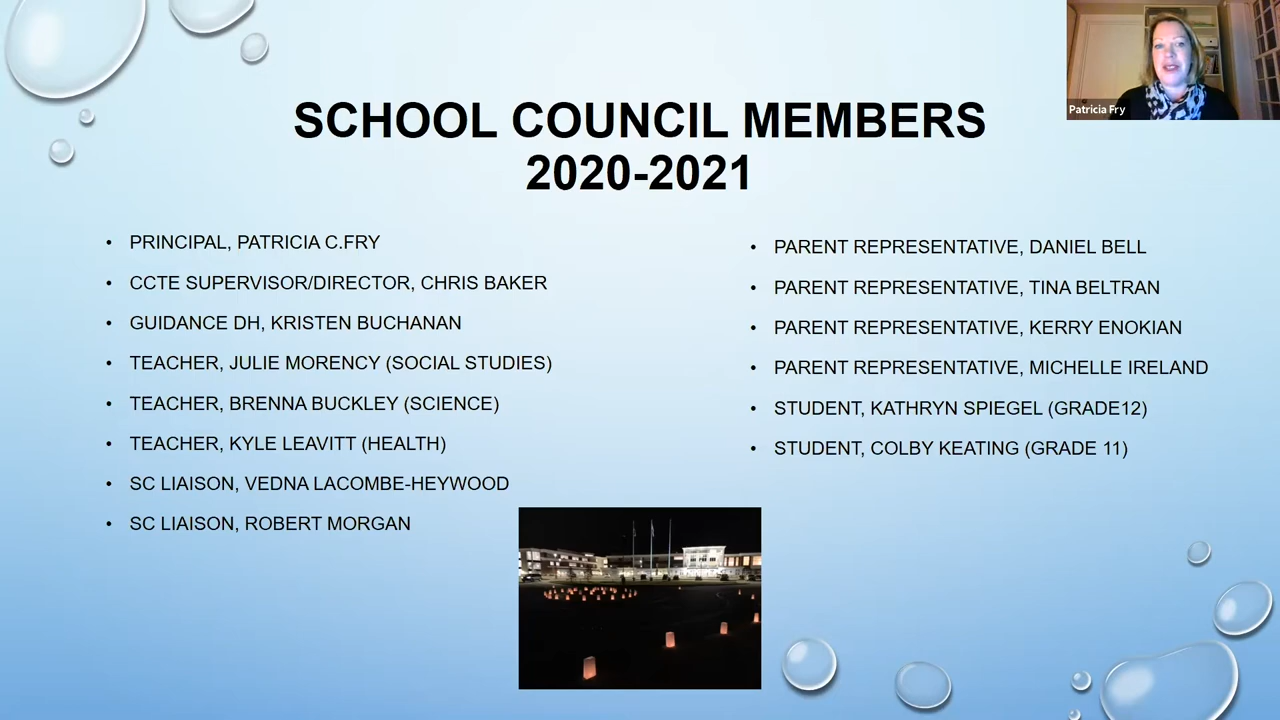 SCHOOL COUNCIL MEMBERS
2020-2021
Patricia Fry
• PRINCIPAL, PATRICIA C.FRY
• CCTE SUPERVISOR/DIRECTOR, CHRIS BAKER
• GUIDANCE DH, KRISTEN BUCHANAN
• TEACHER, JULIE MORENCY (SOCIAL STUDIES)
• TEACHER, BRENNA BUCKLEY (SCIENCE)
• TEACHER, KYLE LEAVITT (HEALTH)
• SC LIAISON, VEDNA LACOMBE-HEYWOOD
• SC LIAISON, ROBERT MORGAN
• PARENT REPRESENTATIVE, DANIEL BELL
• PARENT REPRESENTATIVE, TINA BELTRAN
• PARENT REPRESENTATIVE, KERRY ENOKIAN
• PARENT REPRESENTATIVE, MICHELLE IRELAND
• STUDENT, KATHRYN SPIEGEL (GRADE12)
• STUDENT, COLBY KEATING (GRADE 11)